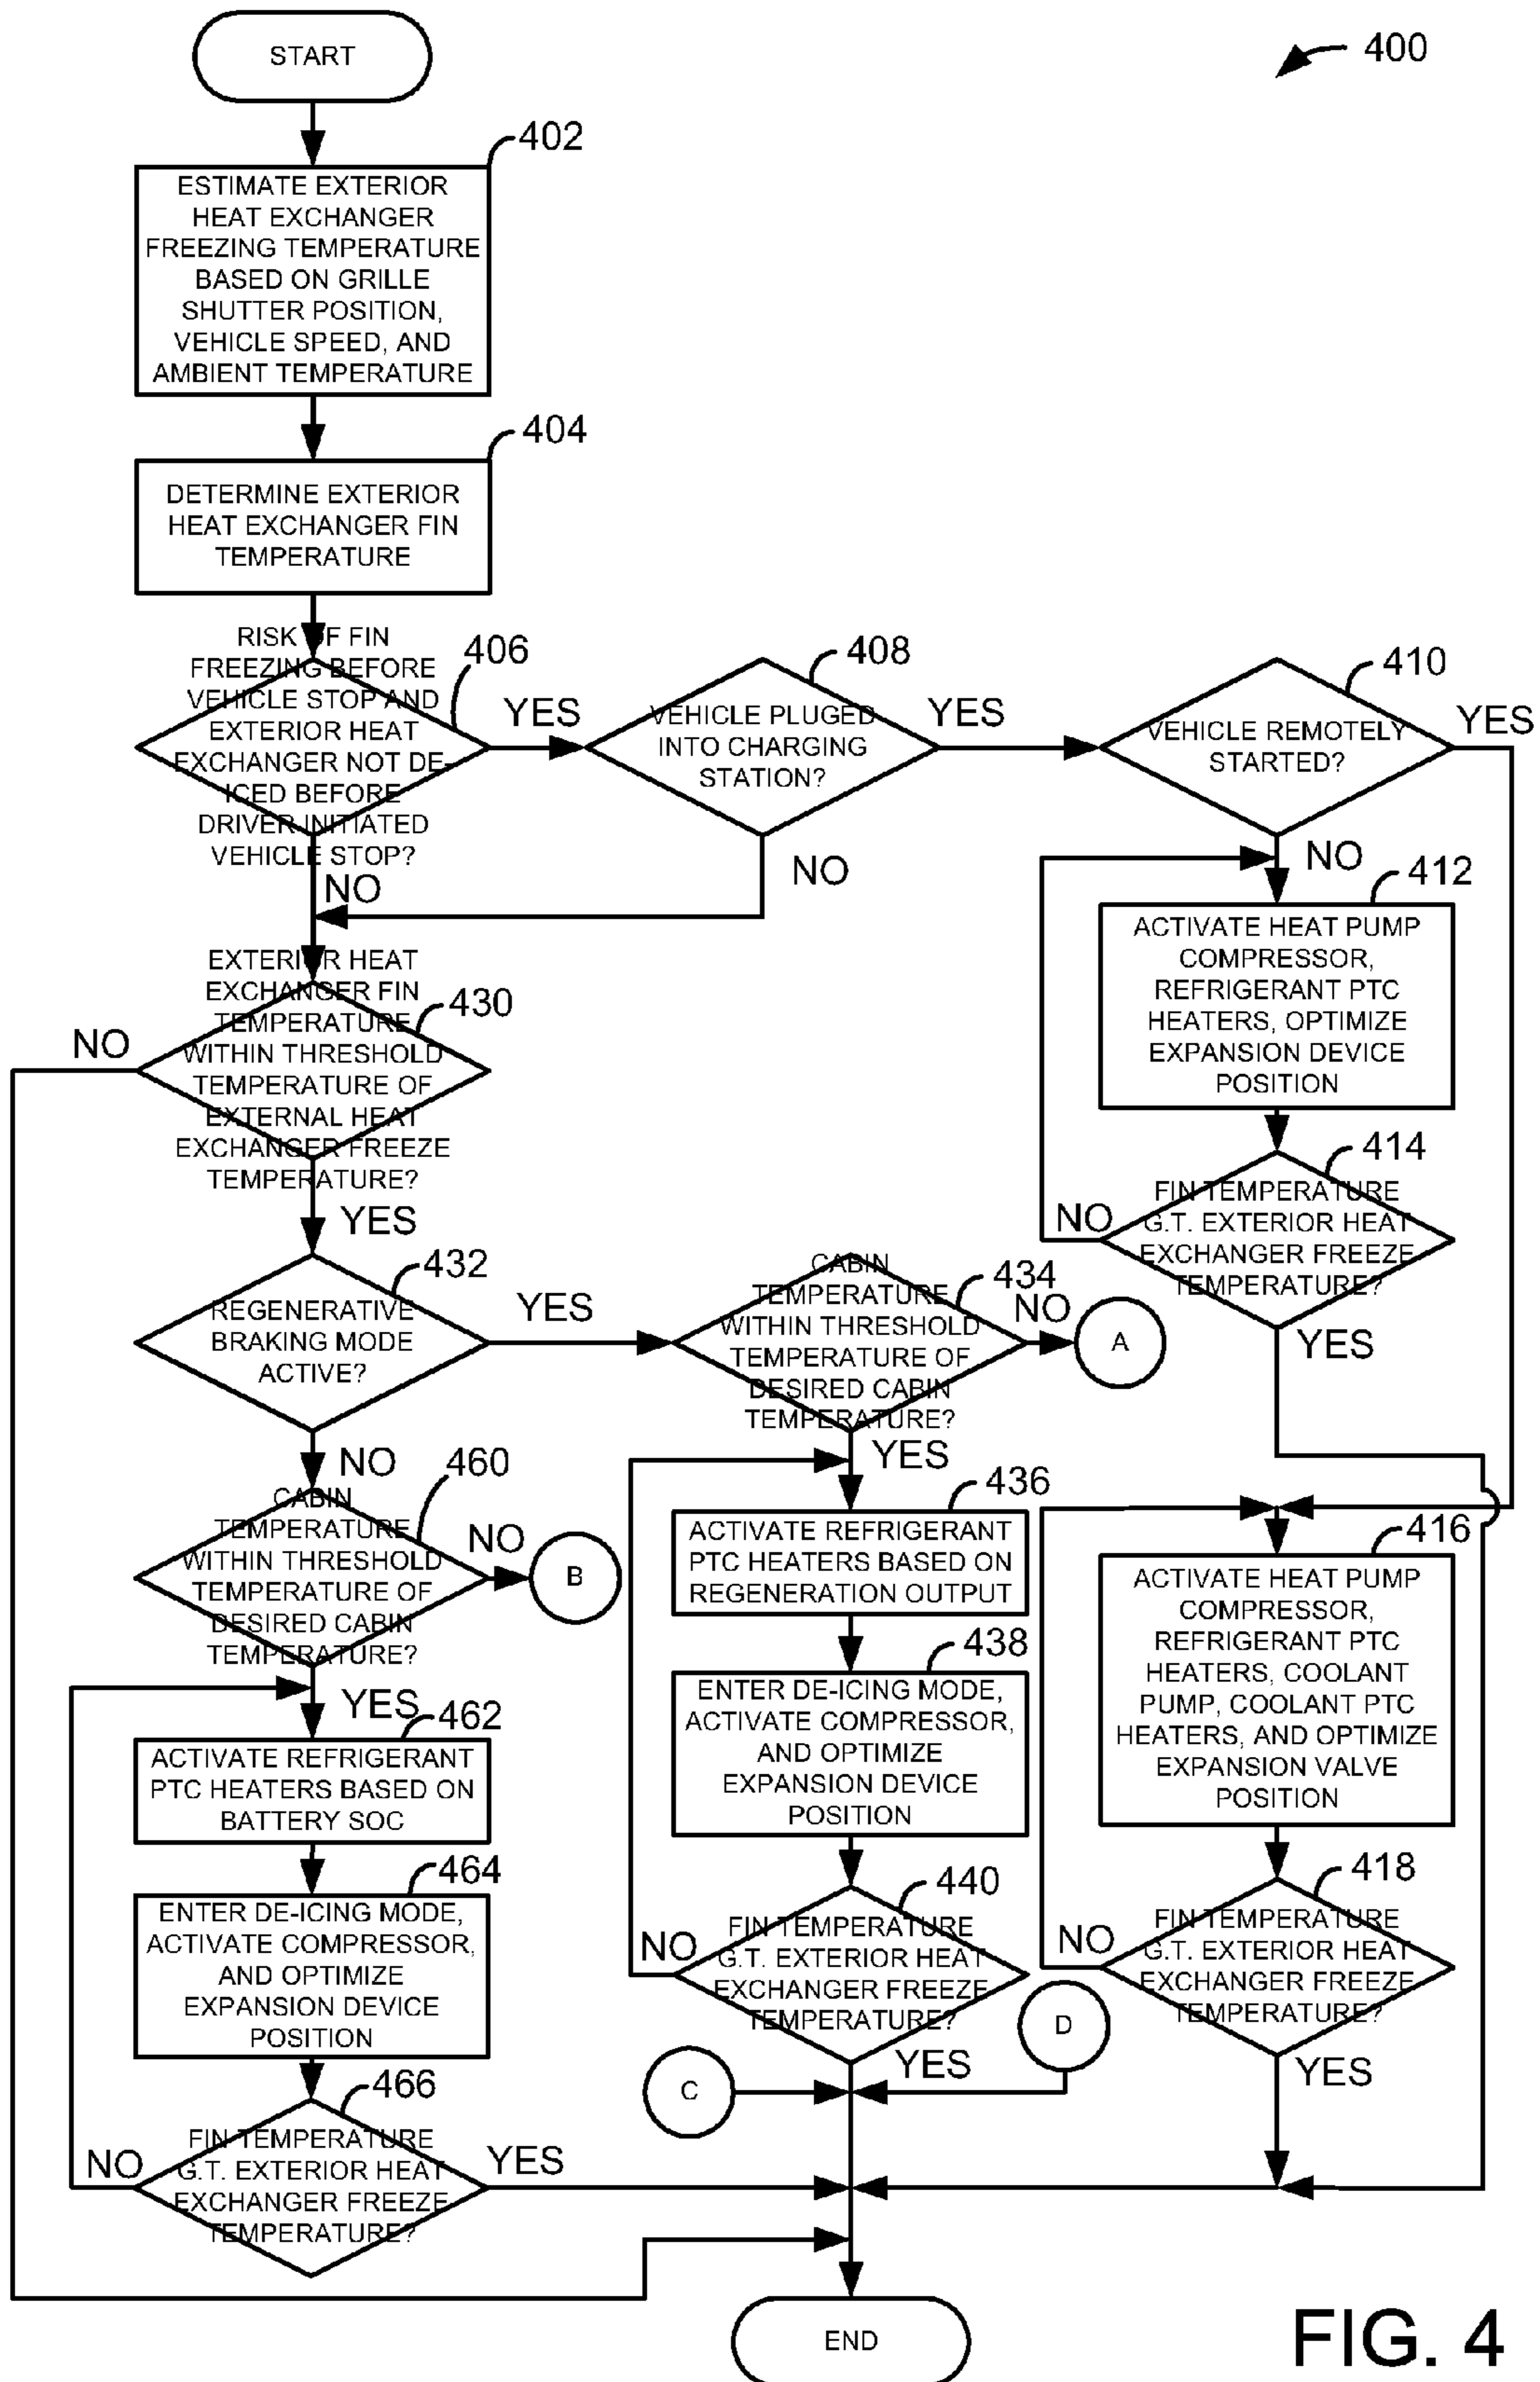 START
400
402
ESTIMATE EXTERIOR
HEAT EXCHANGER
FREEZING TEMPERATURE
BASED ON GRILLE
SHUTTER POSITION,
VEHICLE SPEED, AND
AMBIENT TEMPERATURE
404
DETERMINE EXTERIOR
HEAT EXCHANGER FIN
TEMPERATURE
RISK OF FIN
FREEZING BEFORE
VEHICLE STOP AND
EXTERIOR HEAT
EXCHANGER NOT DE-
ICED BEFORE
DRIVER INITIATED
VEHICLE STOP?
406
YES
NO
408
VEHICLE PLUGED
INTO CHARGING
STATION?
YES
NO
410
VEHICLE REMOTELY
STARTED?
YES
NO
412
ACTIVATE HEAT PUMP
COMPRESSOR,
REFRIGERANT PTC
HEATERS, OPTIMIZE
EXPANSION DEVICE
POSITION
414
FIN TEMPERATURE
G.T. EXTERIOR HEAT
EXCHANGER FREEZE
TEMPERATURE?
NO
YES
EXTERIOR HEAT
EXCHANGER FIN
TEMPERATURE
WITHIN THRESHOLD
TEMPERATURE OF
EXTERNAL HEAT
EXCHANGER FREEZE
TEMPERATURE?
430
NO
YES
432
REGENERATIVE
BRAKING MODE
ACTIVE?
YES
NO
CABIN
TEMPERATURE
WITHIN THRESHOLD
TEMPERATURE OF
DESIRED CABIN
TEMPERATURE?
434
NO
A
YES
436
ACTIVATE REFRIGERANT
PTC HEATERS BASED ON
REGENERATION OUTPUT
438
ENTER DE-ICING MODE,
ACTIVATE COMPRESSOR,
AND OPTIMIZE
EXPANSION DEVICE
POSITION
440
FIN TEMPERATURE
G.T. EXTERIOR HEAT
EXCHANGER FREEZE
TEMPERATURE?
NO
YES
C
D
416
ACTIVATE HEAT PUMP
COMPRESSOR,
REFRIGERANT PTC
HEATERS, COOLANT
PUMP, COOLANT PTC
HEATERS, AND OPTIMIZE
EXPANSION VALVE
POSITION
418
FIN TEMPERATURE
G.T. EXTERIOR HEAT
EXCHANGER FREEZE
TEMPERATURE?
NO
YES
460
CABIN
TEMPERATURE
WITHIN THRESHOLD
TEMPERATURE OF
DESIRED CABIN
TEMPERATURE?
NO
B
YES
462
ACTIVATE REFRIGERANT
PTC HEATERS BASED ON
BATTERY SOC
464
ENTER DE-ICING MODE,
ACTIVATE COMPRESSOR,
AND OPTIMIZE
EXPANSION DEVICE
POSITION
466
FIN TEMPERATURE
G.T. EXTERIOR HEAT
EXCHANGER FREEZE
TEMPERATURE?
NO
YES
END
FIG. 4